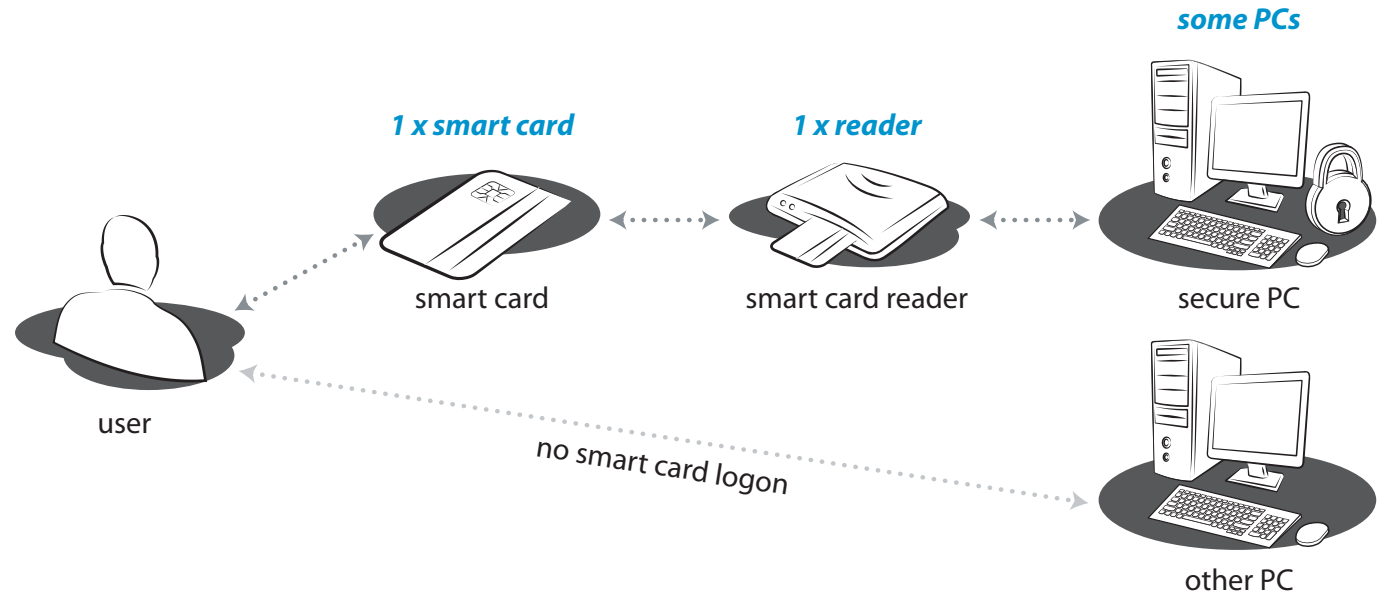 some PCs
1 x smart card
1 x reader
smart card
smart card reader
secure PC
user
no smart card logon
other PC